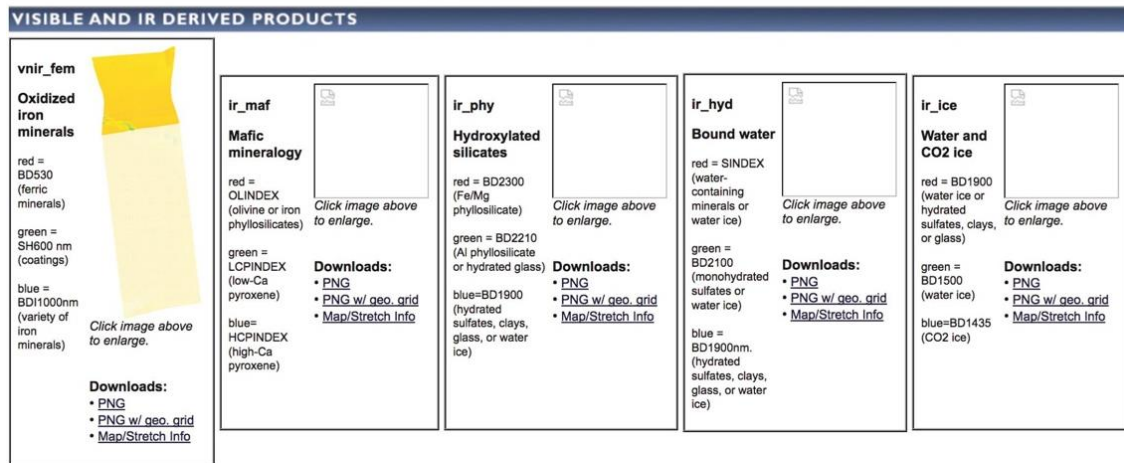 VISIBLE AND IR DERIVED PRODUCTS
vnir_fem
Oxidized
iron
minerals
red =
BD530
(ferric
minerals)
green =
SH600 nm
(coatings)
blue =
BDI1000nm
(variety of
iron
minerals)
Click image above
to enlarge.
Downloads:
• PNG
• PNG w/ geo. grid
• Map/Stretch Info
ir_maf
Mafic
mineralogy
red =
OLINDEX
(olivine or iron
phyllosilicates)
green =
LCPINDEX
(low-Ca
pyroxene)
blue=
HCPINDEX
(high-Ca
pyroxene)
Click image above
to enlarge.
Downloads:
• PNG
• PNG w/ geo. grid
• Map/Stretch Info
ir_phy
Hydroxylated
silicates
red = BD2300
(Fe/Mg
phyllosilicate)
green = BD2210
(Al phyllosilicate
or hydrated glass)
blue=BD1900
(hydrated
sulfates, clays,
glass, or water
ice)
Click image above
to enlarge.
Downloads:
• PNG
• PNG w/ geo. grid
• Map/Stretch Info
ir_hyd
Bound water
red = SINDEX
(water-
containing
minerals or
water ice)
green =
BD2100
(monohydrated
sulfates or
water ice)
blue =
BD1900nm.
(hydrated
sulfates, clays,
glass, or water
ice)
Click image above
to enlarge.
Downloads:
• PNG
• PNG w/ geo. grid
• Map/Stretch Info
ir_ice
Water and
CO2 ice
red = BD1900
(water ice or
hydrated
sulfates, clays,
or glass)
green =
BD1500
(water ice)
blue=BD1435
(CO2 ice)
Click image above
to enlarge.
Downloads:
• PNG
• PNG w/ geo. grid
• Map/Stretch Info